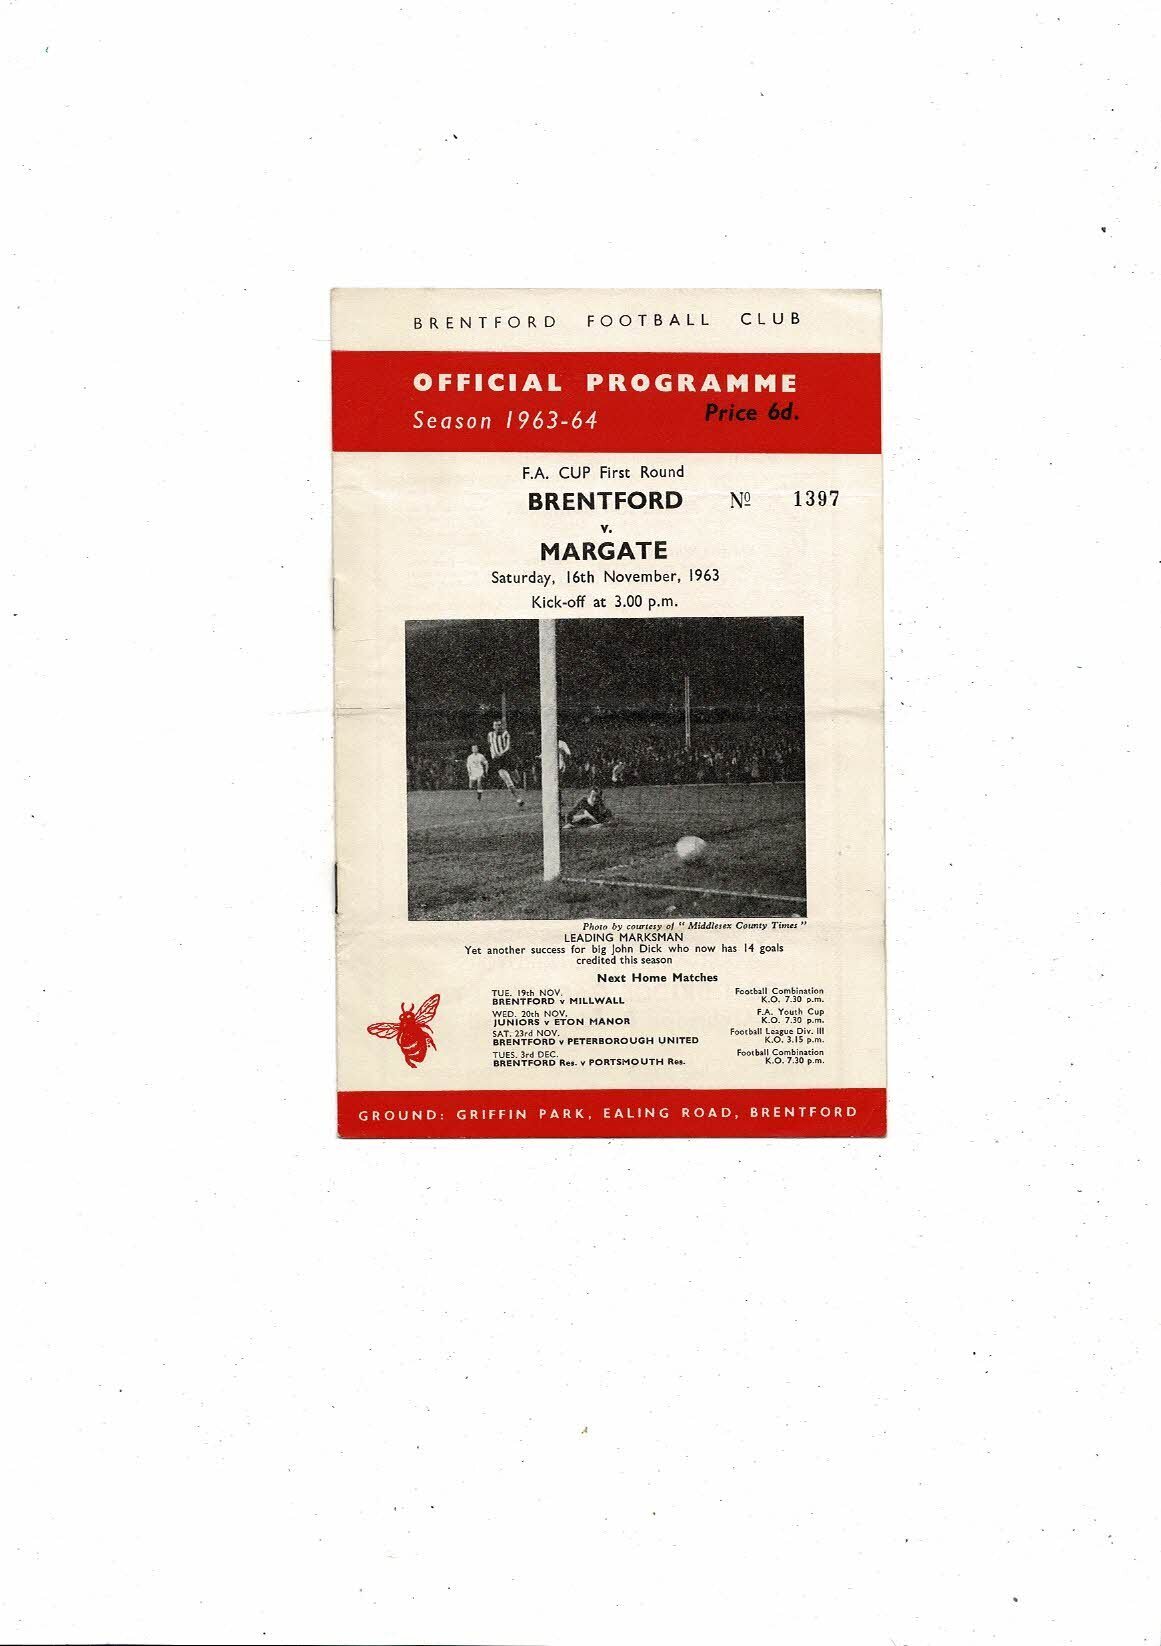 BRENTFORD FOOTBALL CLUB
OFFICIAL PROGRAMME
Season 1963-64 Price 6d.
F.A. CUP First Round
BRENTFORD Nº 1397
v.
MARGATE
Saturday, 16th November, 1963
Kick-off at 3.00 p.m.
Photo by courtesy of "Middlesex County Times"
LEADING MARKSMAN
Yet another success for big John Dick who now has 14 goals
credited this season
Next Home Matches
TUE. 19th NOV. Football Combination
BRENTFORD v MILLWALL K.O. 7.30 p.m.
WED. 20th NOV. F.A. Youth Cup
JUNIORS v ETON MANOR K.O. 7.30 p.m.
SAT. 23rd NOV. Football League Div. III
BRENTFORD v PETERBOROUGH UNITED K.O. 3.15 p.m.
TUES. 3rd DEC. Football Combination
BRENTFORD Res. v PORTSMOUTH Res. K.O. 7.30 p.m.
GROUND: GRIFFIN PARK, EALING ROAD, BRENTFORD